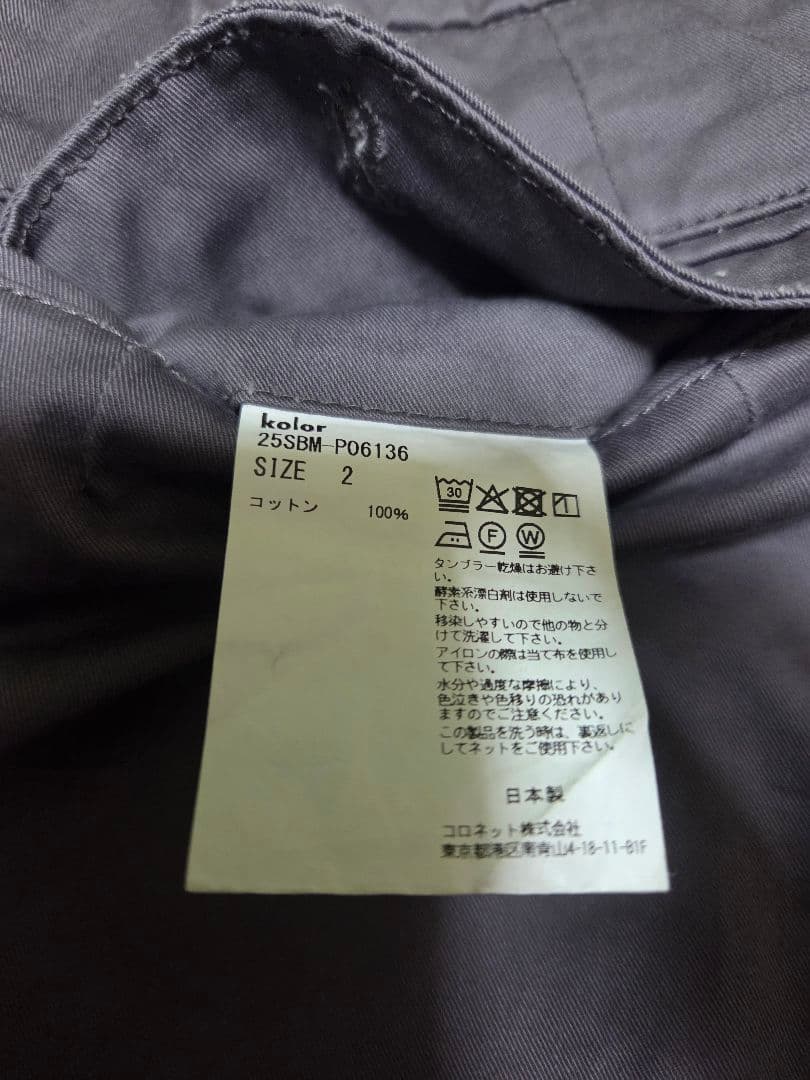 kolor
25SBM-P06136
SIZE 2
コットン 100%
30
F W
タンブラー乾燥はお避け下さ
い。
酵素系漂白剤は使用しないで
下さい。
移染しやすいので他の物と分
けて洗濯して下さい。
アイロンの際は当て布を使用し
て下さい。
水分や過度な摩擦により、
色泣きや色移りの恐れがあり
ますのでご注意ください。
この製品を洗う時は、裏返しに
してネットをご使用下さい。
日本製
コロネット株式会社
東京都港区南青山4-18-11-B1F